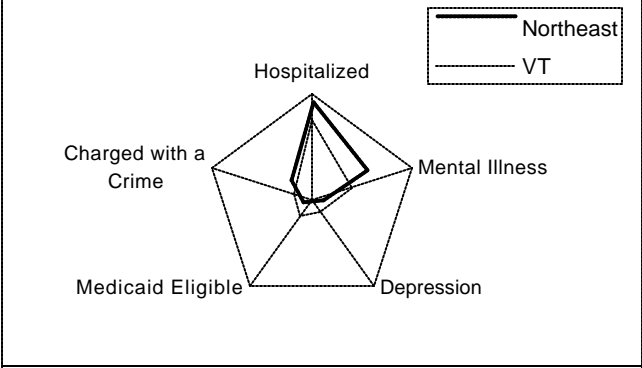 Northeast
VT
Hospitalized
Charged with a
Crime
Mental Illness
Medicaid Eligible
Depression